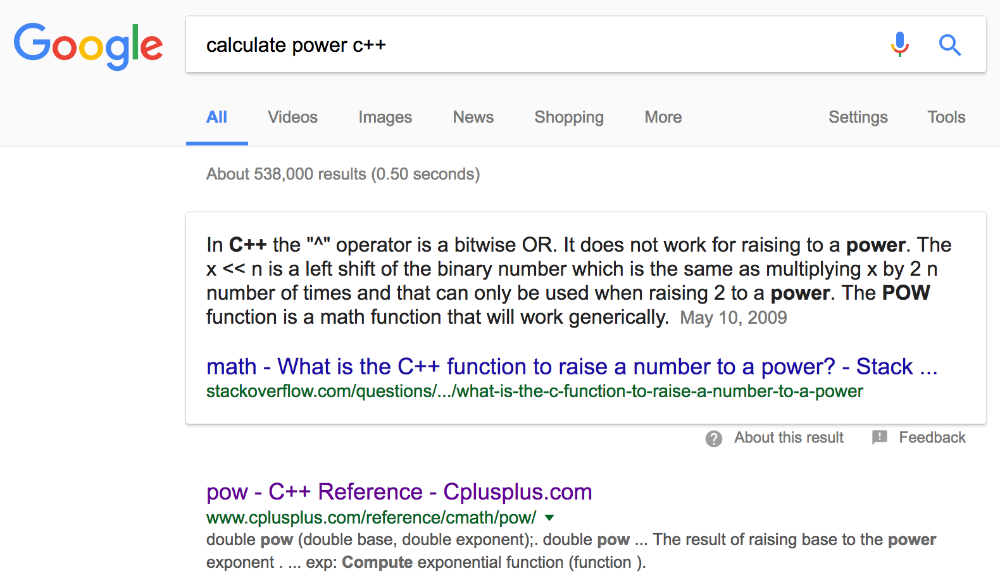 Google
calculate power c++
All Videos Images News Shopping More Settings Tools
About 538,000 results (0.50 seconds)
In C++ the "^" operator is a bitwise OR. It does not work for raising to a power. The
x << n is a left shift of the binary number which is the same as multiplying x by 2 n
number of times and that can only be used when raising 2 to a power. The POW
function is a math function that will work generically. May 10, 2009
math - What is the C++ function to raise a number to a power? - Stack ...
stackoverflow.com/questions/.../what-is-the-c-function-to-raise-a-number-to-a-power
About this result Feedback
pow - C++ Reference - Cplusplus.com
www.cplusplus.com/reference/cmath/pow/
double pow (double base, double exponent);. double pow ... The result of raising base to the power
exponent . ... exp: Compute exponential function (function ).